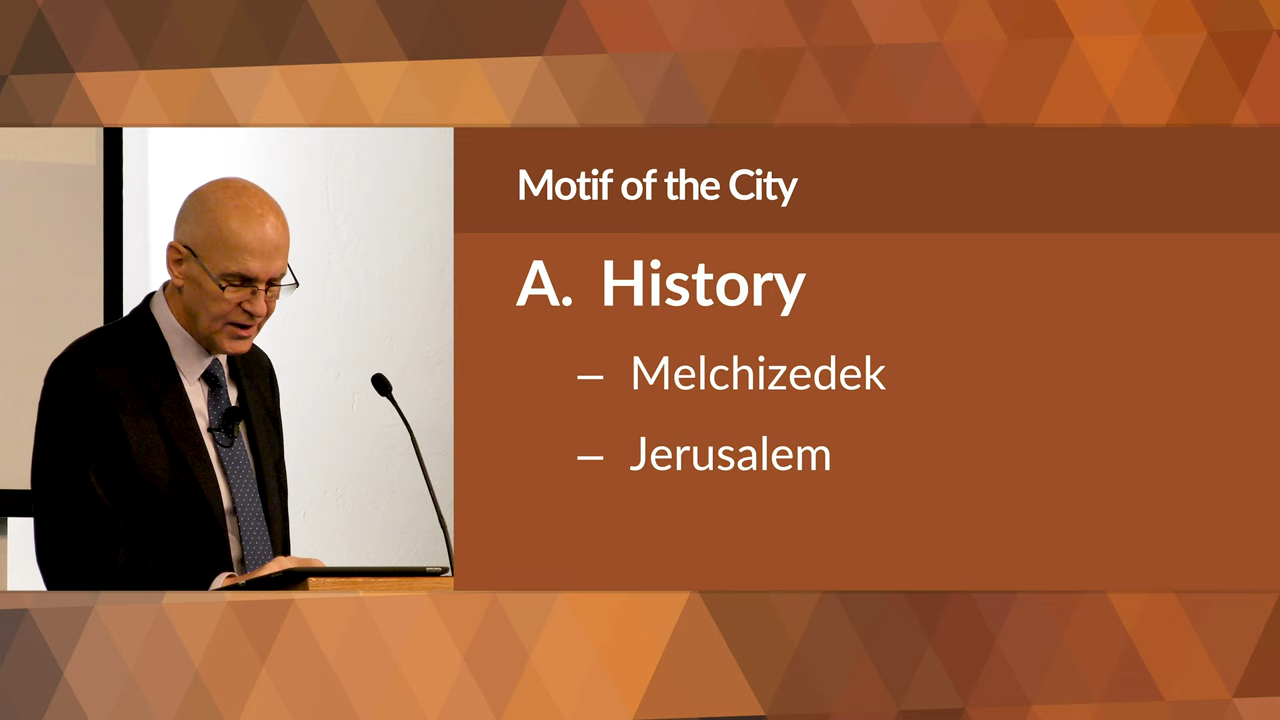 Motif of the City
A. History
– Melchizedek
– Jerusalem